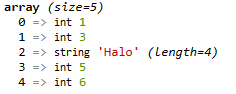 array (size=5)
0 => int 1
1 => int 3
2 => string 'Halo' (length=4)
3 => int 5
4 => int 6